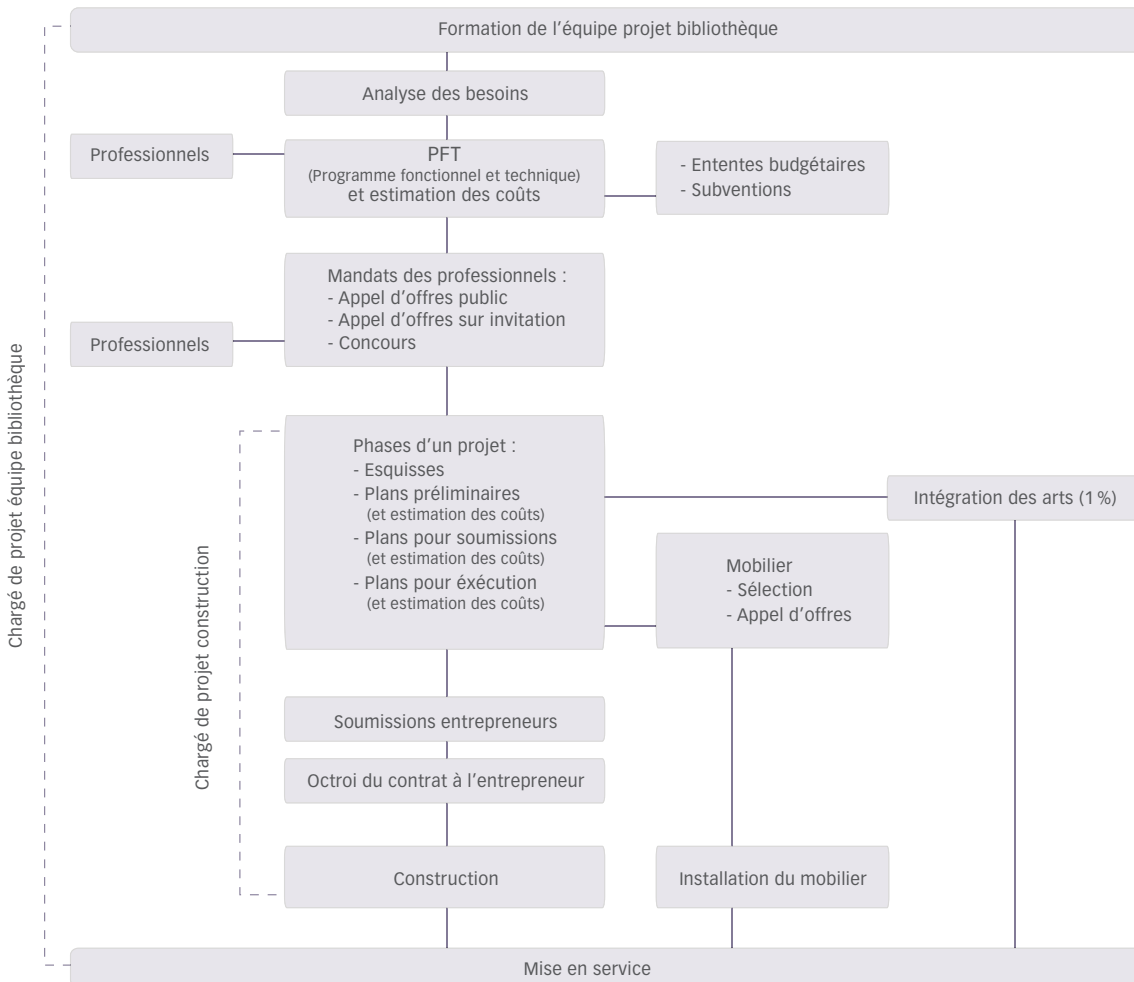 Formation de l'équipe projet bibliothèque
Analyse des besoins
Professionnels
PFT
(Programme fonctionnel et technique)
et estimation des coûts
- Ententes budgétaires
- Subventions
Mandats des professionnels :
- Appel d'offres public
- Appel d'offres sur invitation
- Concours
Professionnels
Chargé de projet équipe bibliothèque
Phases d'un projet :
- Esquisses
- Plans préliminaires
(et estimation des coûts)
- Plans pour soumissions
(et estimation des coûts)
- Plans pour éxécution
(et estimation des coûts)
Intégration des arts (1 %)
Mobilier
- Sélection
- Appel d'offres
Chargé de projet construction
Soumissions entrepreneurs
Octroi du contrat à l'entrepreneur
Construction
Installation du mobilier
Mise en service